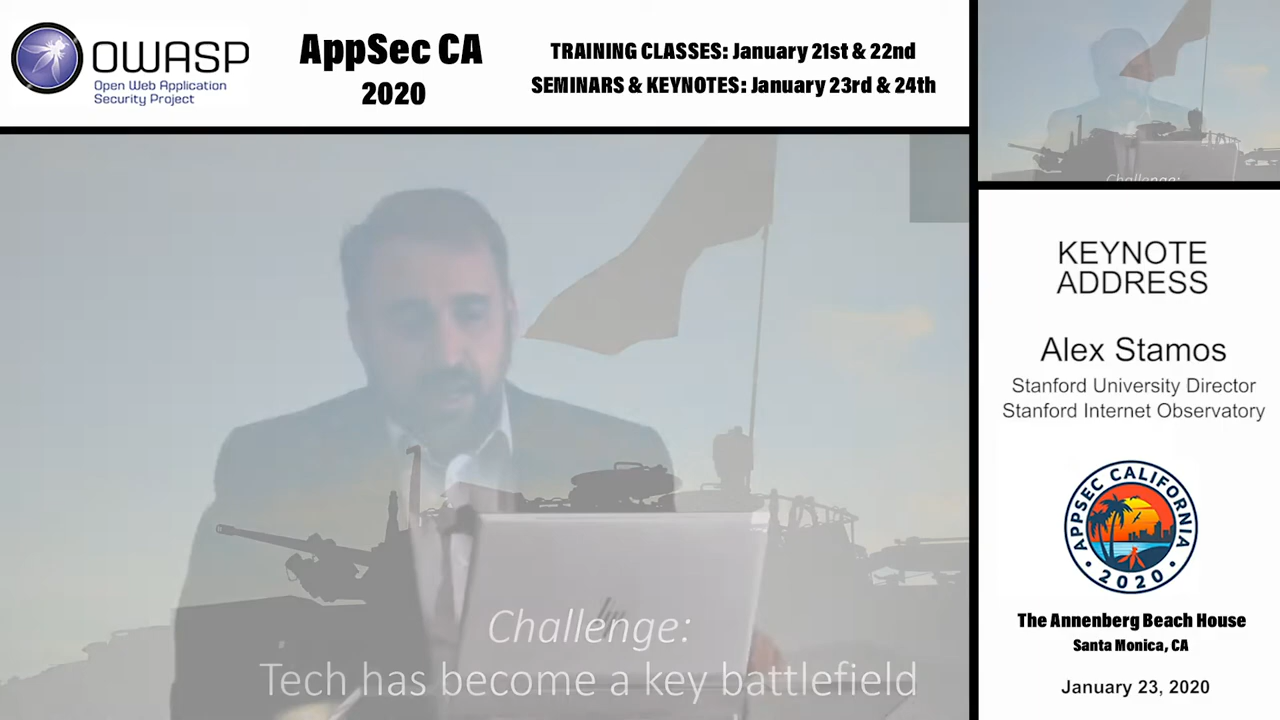 OWASP
Open Web Application
Security Project
AppSec CA
2020
TRAINING CLASSES: January 21st & 22nd
SEMINARS & KEYNOTES: January 23rd & 24th
Challenge:
KEYNOTE
ADDRESS
Alex Stamos
Stanford University Director
Stanford Internet Observatory
APPSEC CALIFORNIA
• 2020 •
The Annenberg Beach House
Santa Monica, CA
January 23, 2020
hp
Challenge:
Tech has become a key battlefield